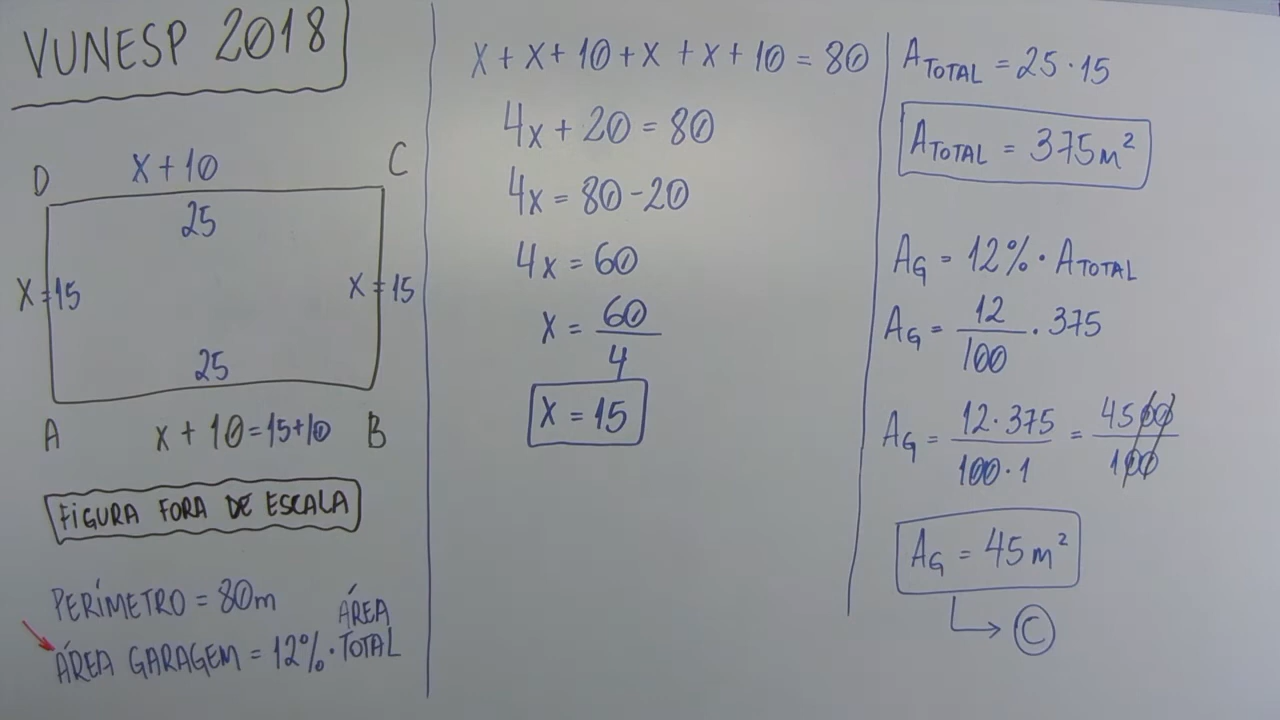 VUNESP 2018
D
x + 10
C
25
x = 15
x = 15
25
A
x + 10 = 15 + 10
B
FIGURA FORA DE ESCALA
PERÍMETRO = 80m
ÁREA GARAGEM = 12% · ÁREA TOTAL
x + x + 10 + x + x + 10 = 80
4x + 20 = 80
4x = 80 - 20
4x = 60
x = 60/4
x = 15
ATOTAL = 25 · 15
ATOTAL = 375m²
AG = 12% · ATOTAL
AG = 12/100 · 375
AG = 12·375/100·1 = 4500/100
AG = 45m²
C